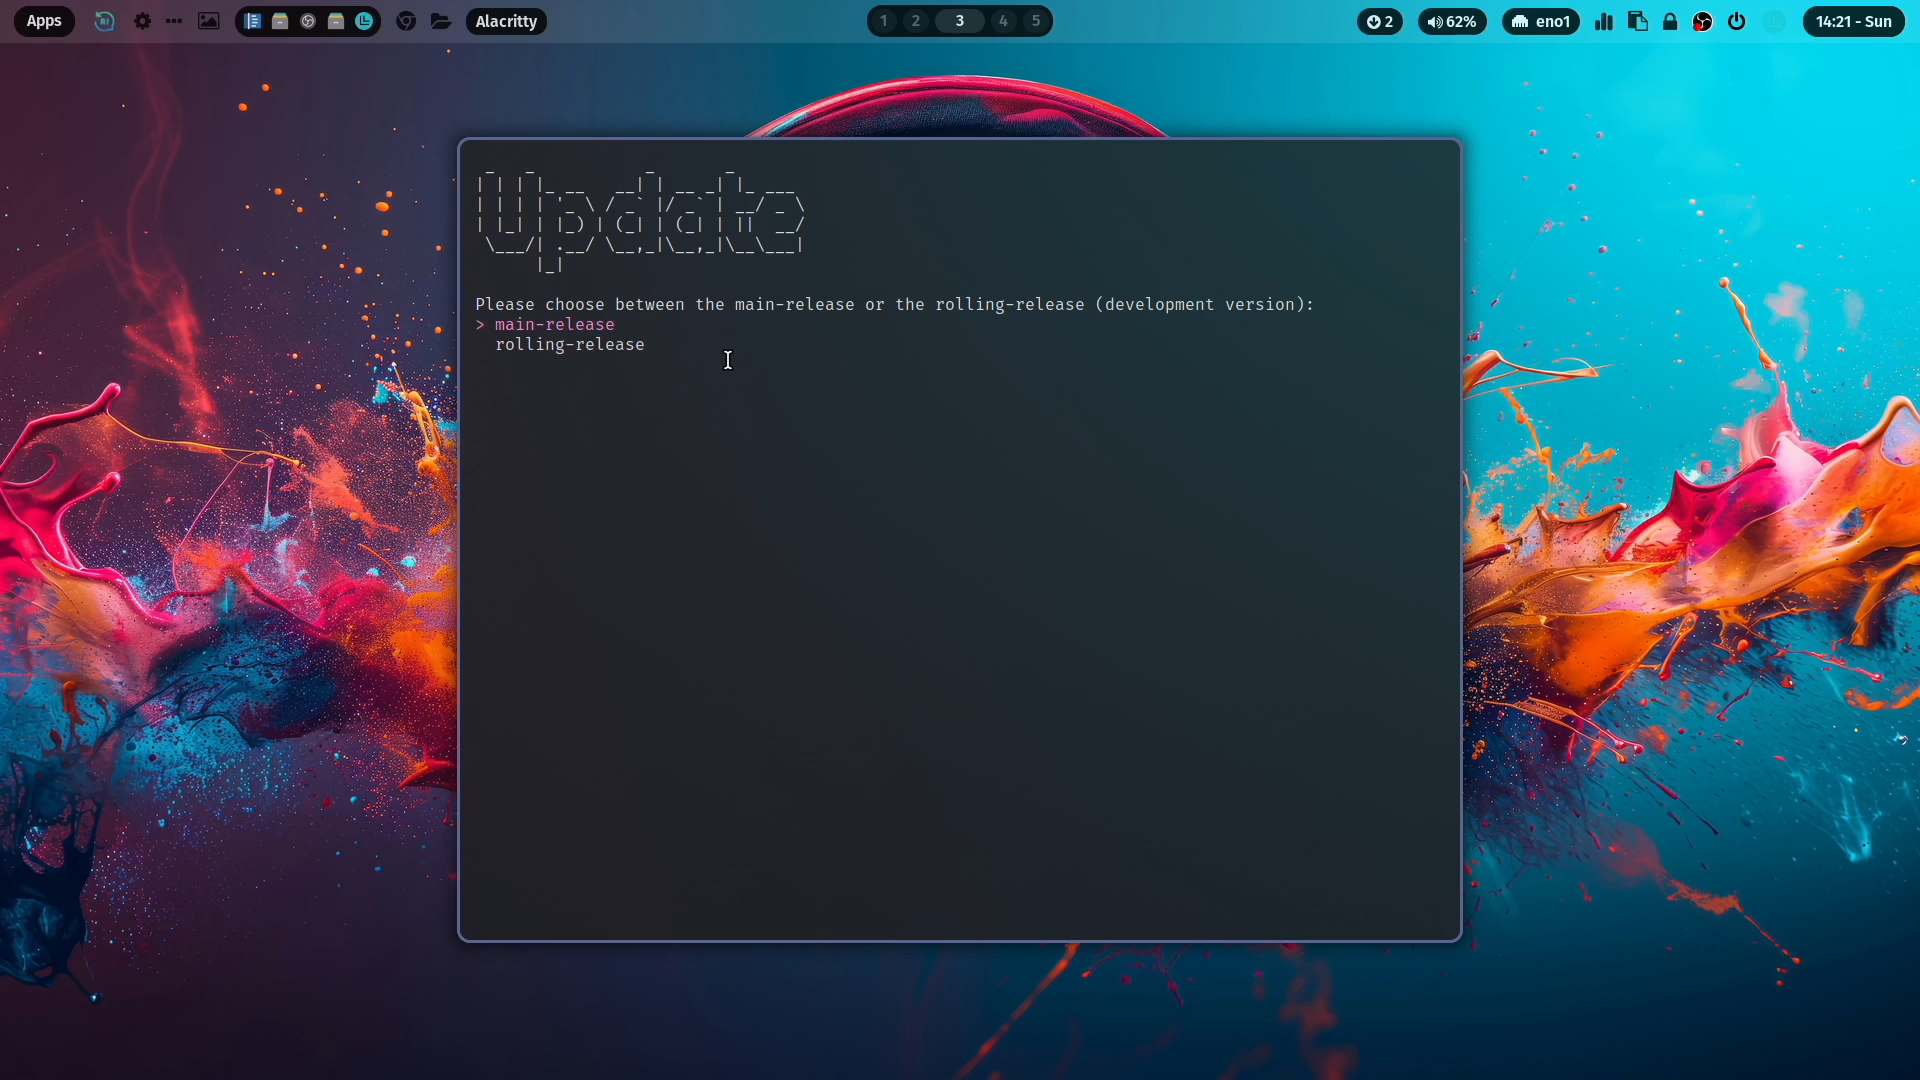 Apps
Alacritty
1 2 3 4 5
2
62%
eno1
14:21 - Sun
Update
Please choose between the main-release or the rolling-release (development version):
> main-release
rolling-release